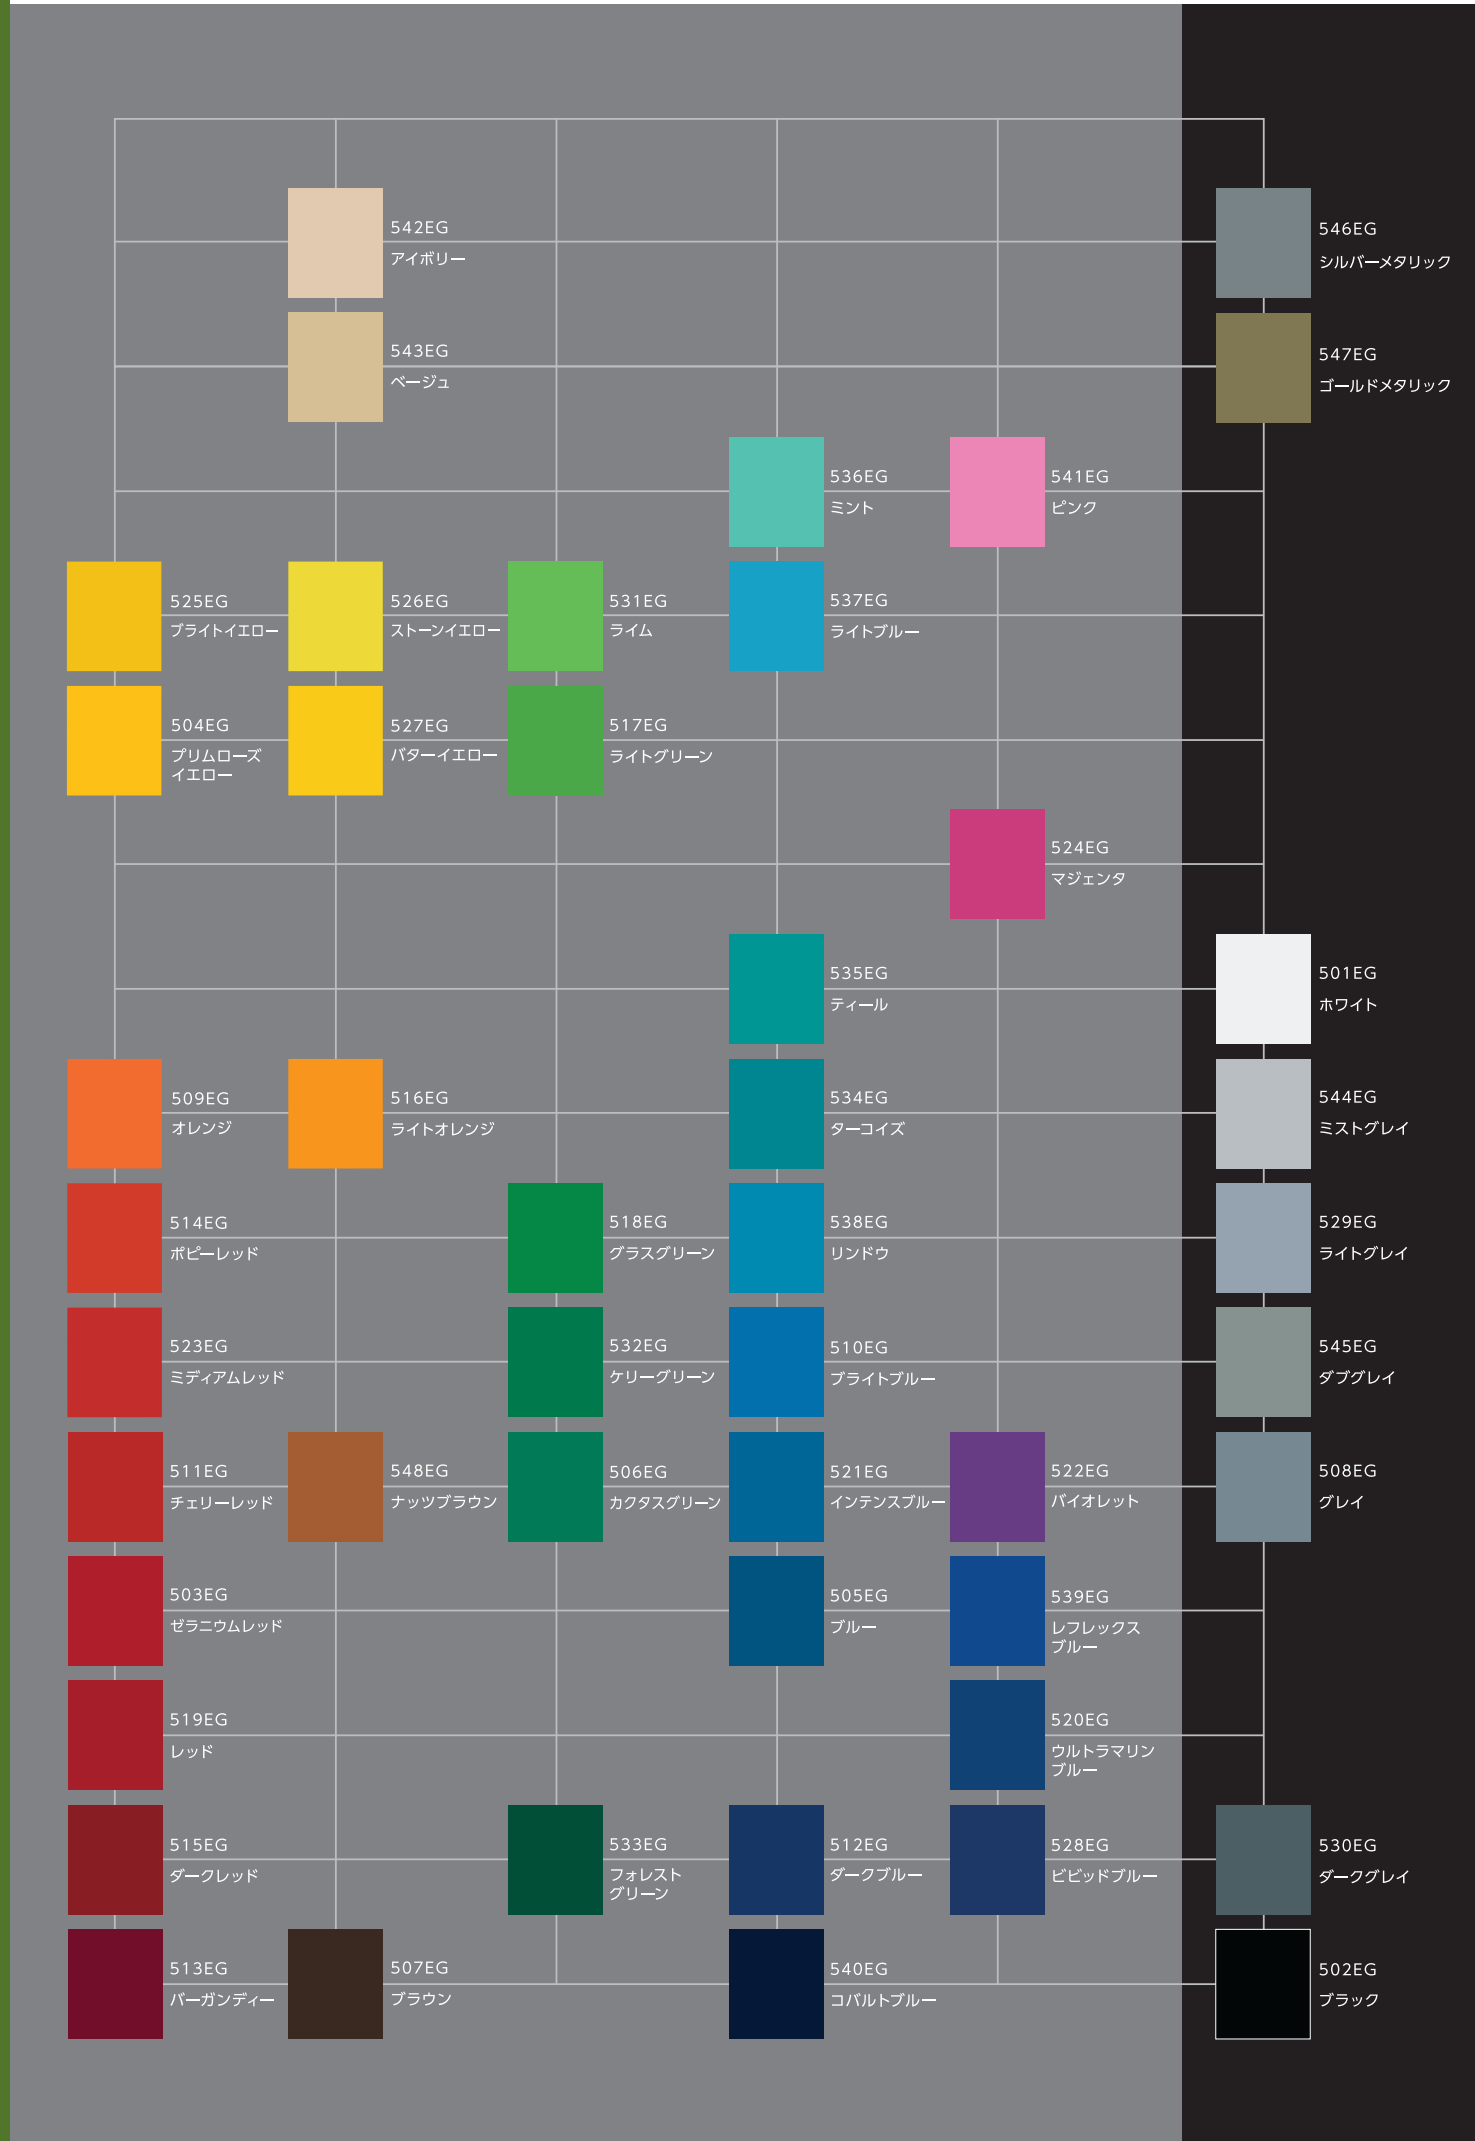 542EG
アイボリー
546EG
シルバーメタリック
543EG
ベージュ
547EG
ゴールドメタリック
536EG
ミント
541EG
ピンク
525EG
ブライトイエロー
526EG
ストーンイエロー
531EG
ライム
537EG
ライトブルー
504EG
プリムローズ
イエロー
527EG
バターイエロー
517EG
ライトグリーン
524EG
マジェンタ
535EG
ティール
501EG
ホワイト
509EG
オレンジ
516EG
ライトオレンジ
534EG
ターコイズ
544EG
ミストグレイ
514EG
ポピーレッド
518EG
グラスグリーン
538EG
リンドウ
529EG
ライトグレイ
523EG
ミディアムレッド
532EG
ケリーグリーン
510EG
ブライトブルー
545EG
ダブグレイ
511EG
チェリーレッド
548EG
ナッツブラウン
506EG
カクタスグリーン
521EG
インテンスブルー
522EG
バイオレット
508EG
グレイ
503EG
ゼラニウムレッド
505EG
ブルー
539EG
レフレックス
ブルー
519EG
レッド
520EG
ウルトラマリン
ブルー
515EG
ダークレッド
533EG
フォレスト
グリーン
512EG
ダークブルー
528EG
ビビッドブルー
530EG
ダークグレイ
513EG
バーガンディー
507EG
ブラウン
540EG
コバルトブルー
502EG
ブラック